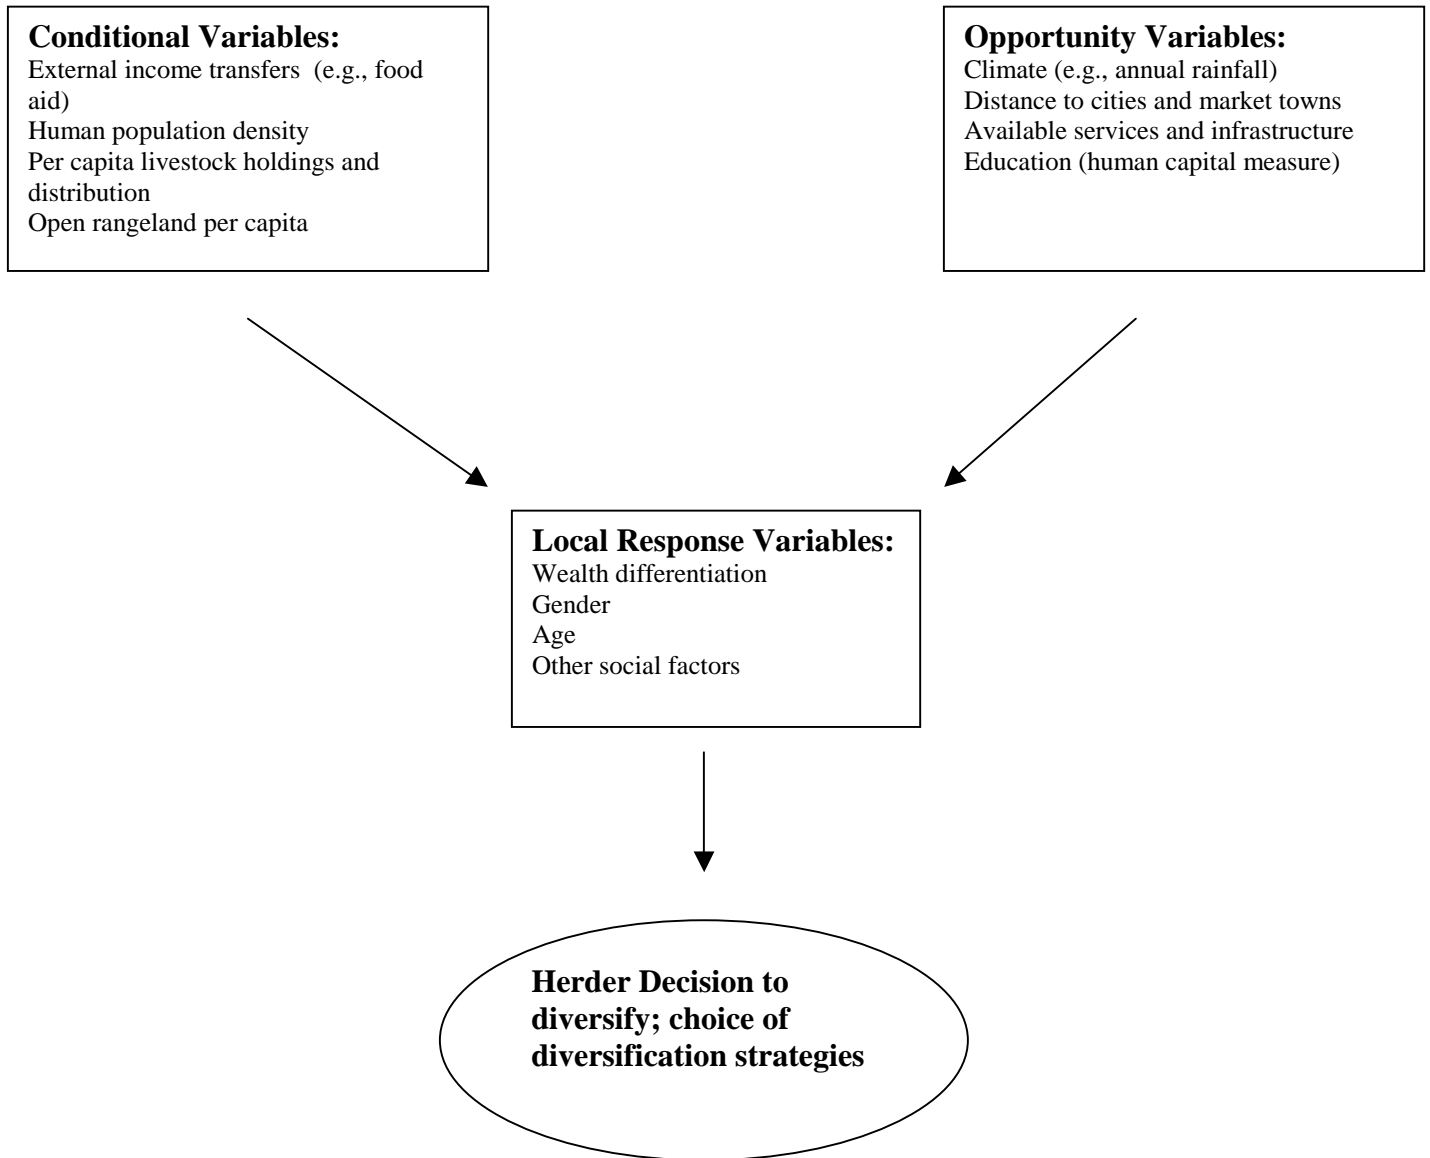 Conditional Variables:
External income transfers  (e.g., food
aid)
Human population density
Per capita livestock holdings and
distribution
Open rangeland per capita
Opportunity Variables:
Climate (e.g., annual rainfall)
Distance to cities and market towns
Available services and infrastructure
Education (human capital measure)
Local Response Variables:
Wealth differentiation
Gender
Age
Other social factors
Herder Decision to
diversify; choice of
diversification strategies